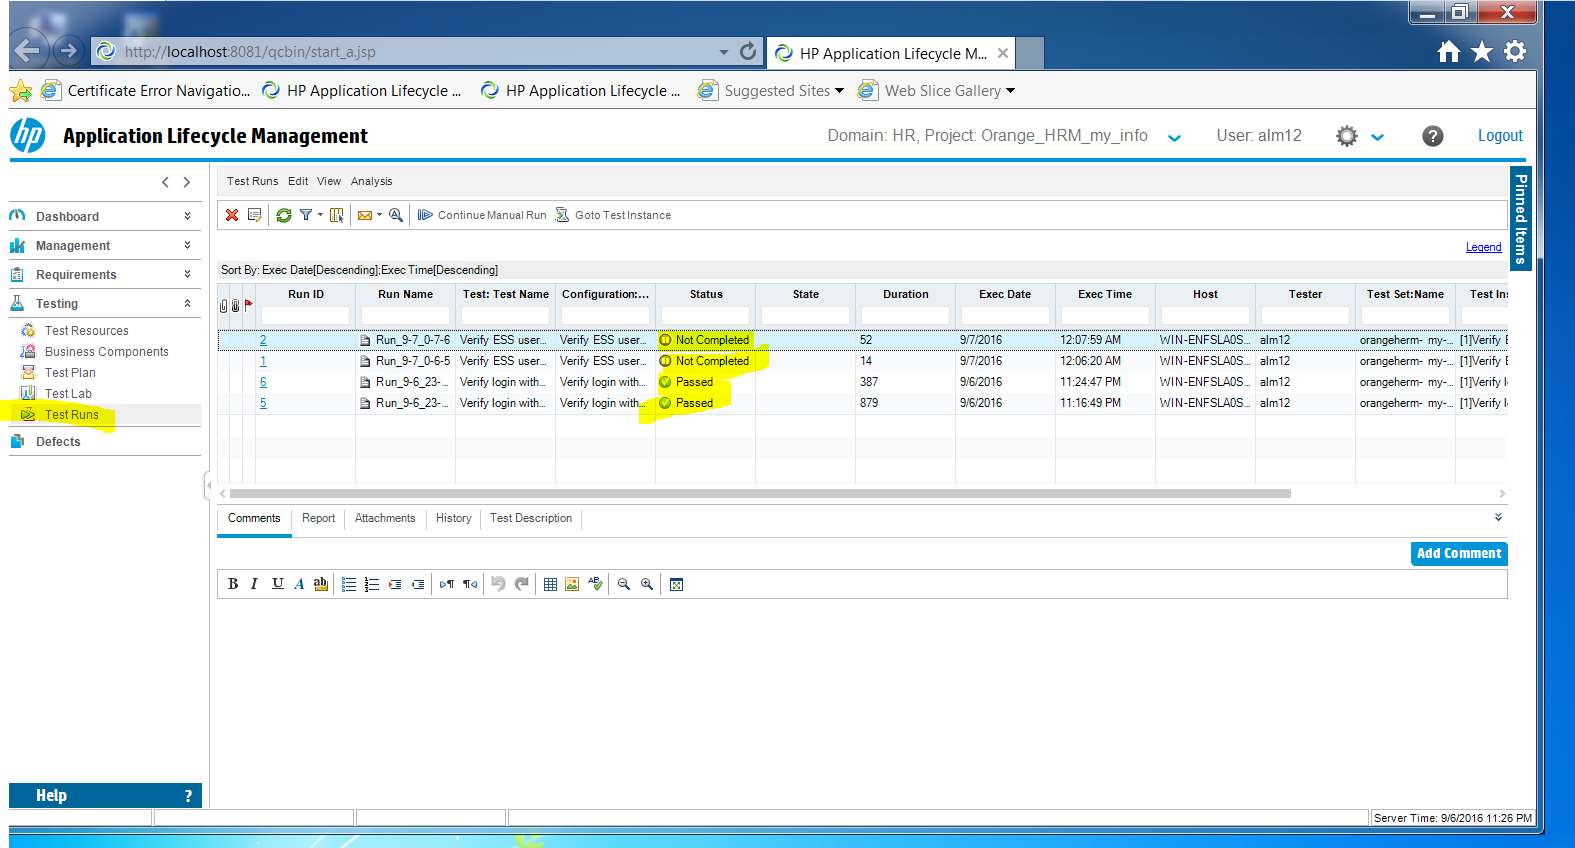 http://localhost:8081/qcbin/start_a.jsp
HP Application Lifecycle M...
Certificate Error Navigatio...
HP Application Lifecycle ...
HP Application Lifecycle ...
Suggested Sites
Web Slice Gallery
hp
Application Lifecycle Management
Domain: HR, Project: Orange_HRM_my_info
User: alm12
?
Logout
Dashboard
Management
Requirements
Testing
Test Resources
Business Components
Test Plan
Test Lab
Test Runs
Defects
Help ?
Test Runs Edit View Analysis
Continue Manual Run Goto Test Instance
Legend
Pinned Items
Sort By: Exec Date[Descending];Exec Time[Descending]
Run ID Run Name Test: Test Name Configuration:... Status State Duration Exec Date Exec Time Host Tester Test Set:Name Test Ins
2 Run_9-7_0-7-6 Verify ESS user... Verify ESS user... Not Completed 52 9/7/2016 12:07:59 AM WIN-ENFSLA0S... alm12 orangeherm- my-... [1]Verify E
1 Run_9-7_0-6-5 Verify ESS user... Verify ESS user... Not Completed 14 9/7/2016 12:06:20 AM WIN-ENFSLA0S... alm12 orangeherm- my-... [1]Verify E
6 Run_9-6_23-... Verify login with... Verify login with... Passed 387 9/6/2016 11:24:47 PM WIN-ENFSLA0S... alm12 orangeherm- my-... [1]Verify lo
5 Run_9-6_23-... Verify login with... Verify login with... Passed 879 9/6/2016 11:16:49 PM WIN-ENFSLA0S... alm12 orangeherm- my-... [1]Verify lo
Comments Report Attachments History Test Description
Add Comment
B I U A ab
Server Time: 9/6/2016 11:26 PM